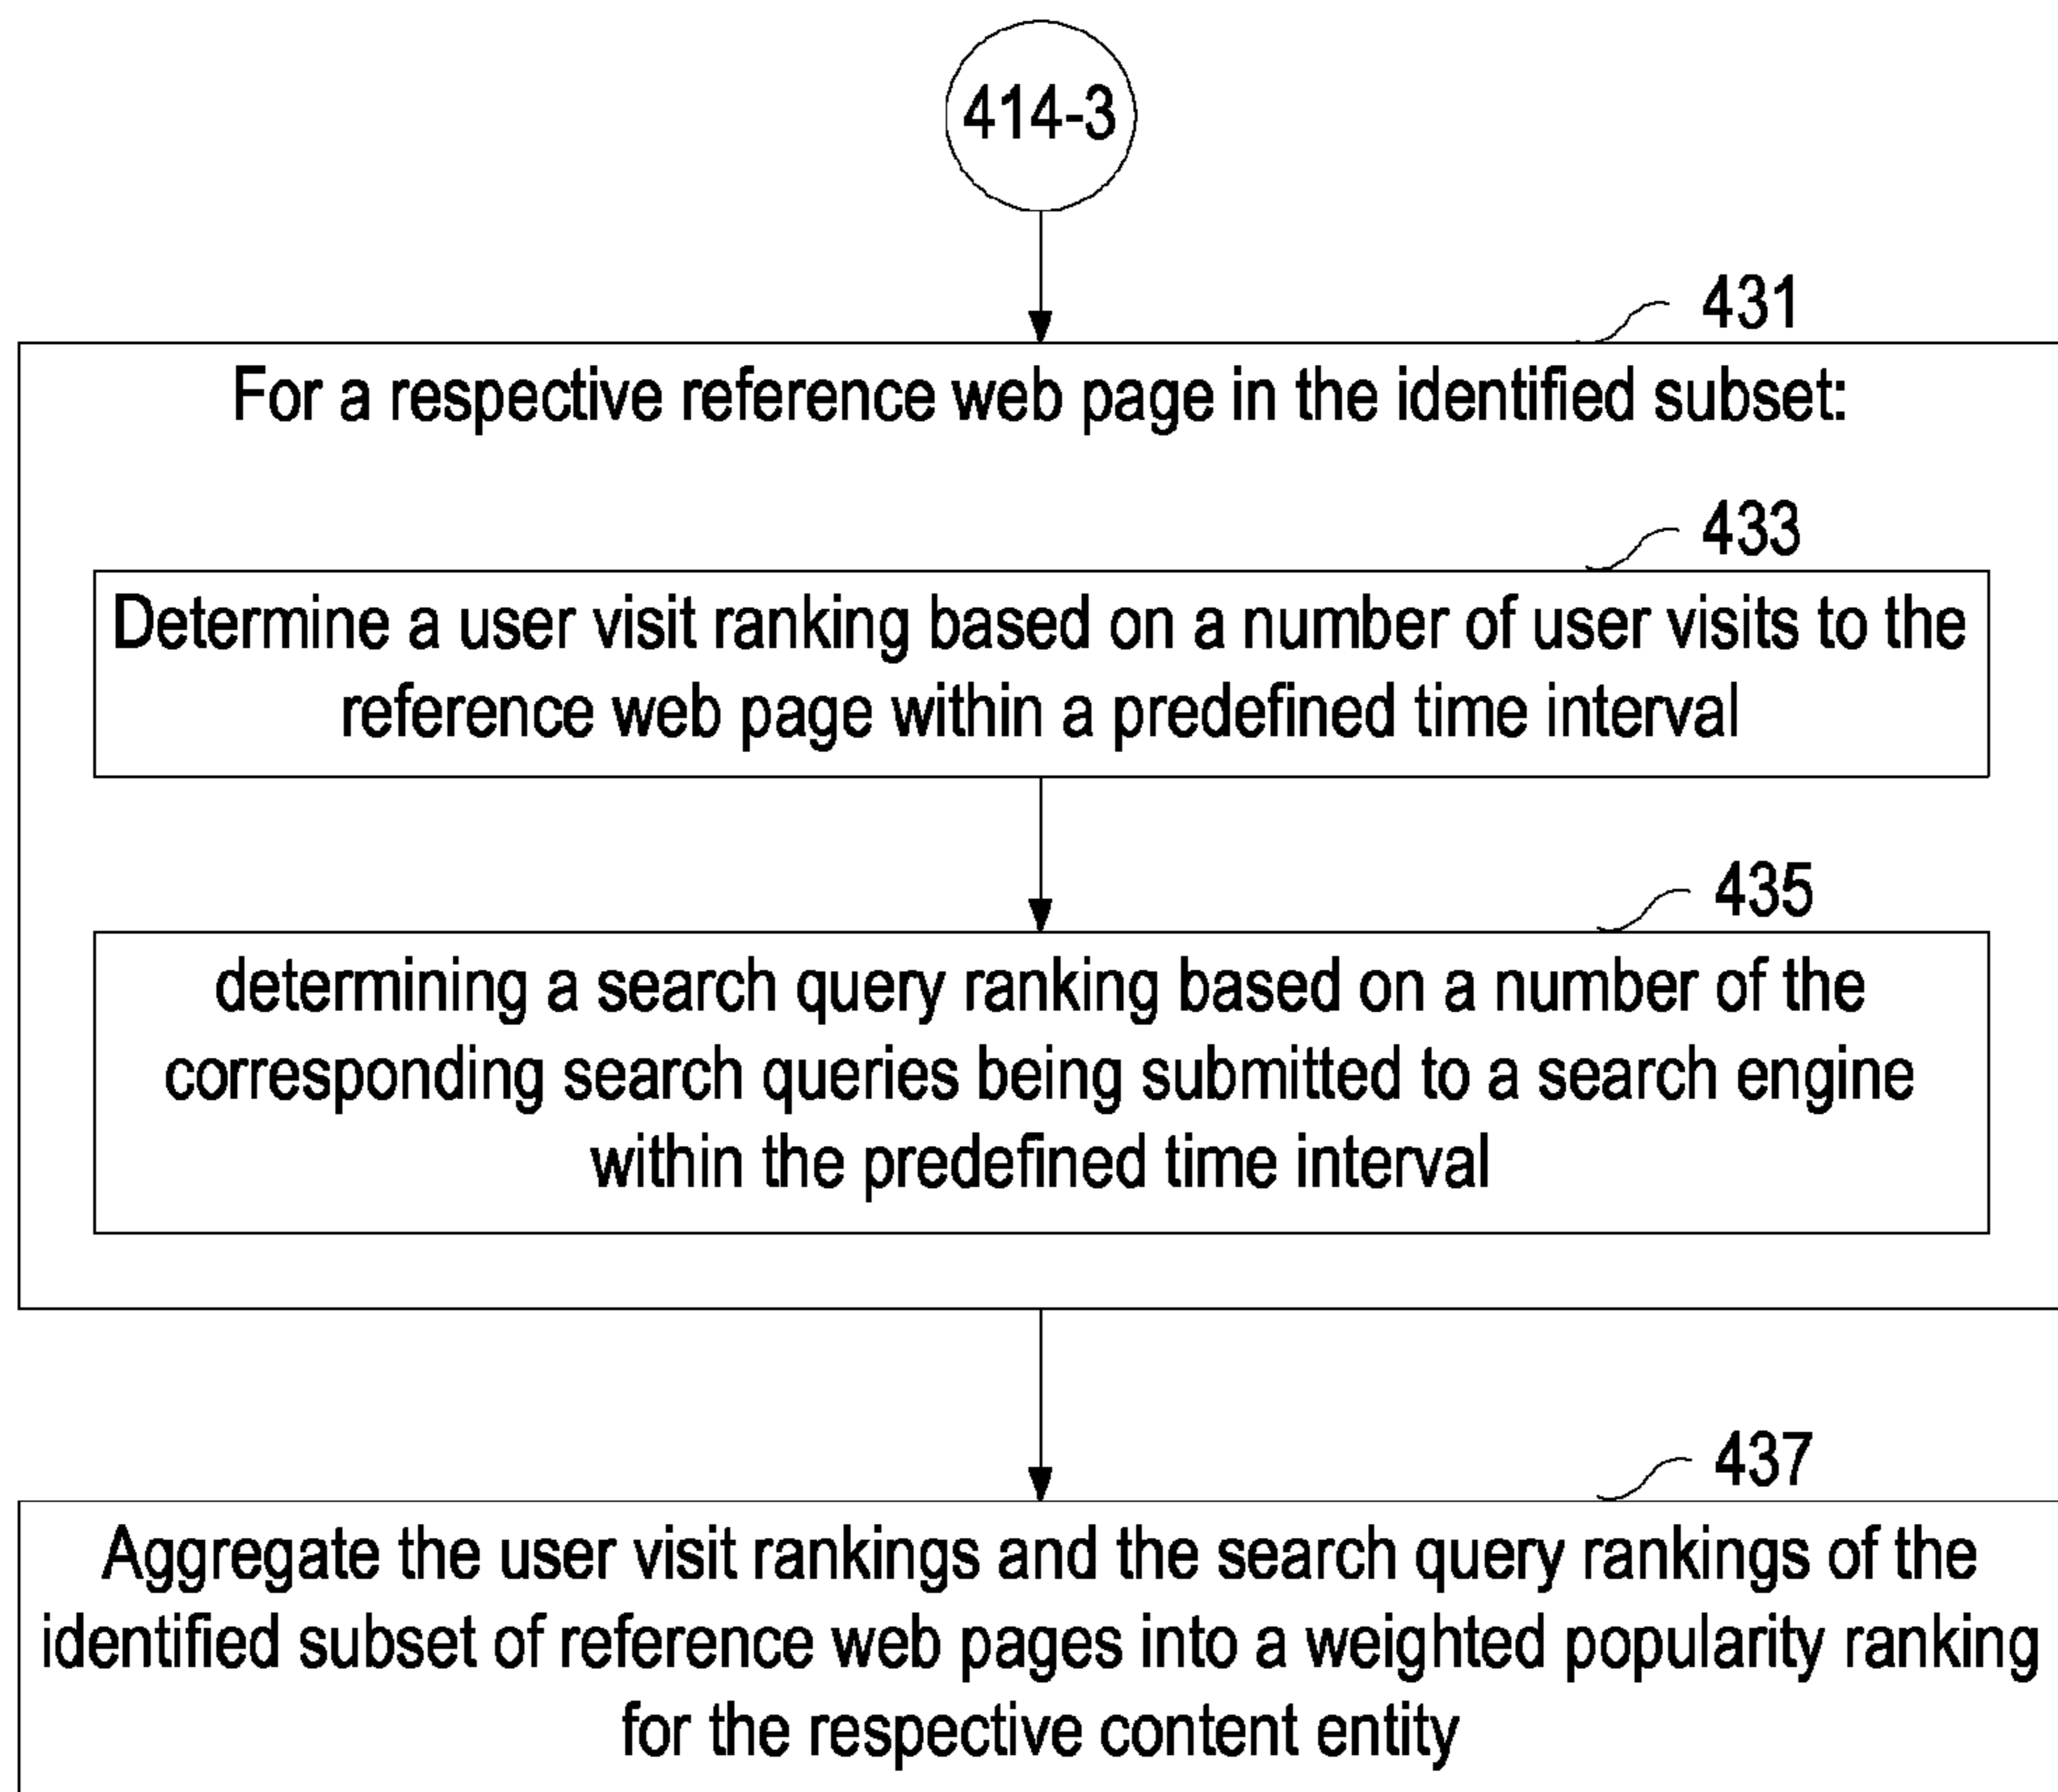 414-3
431
For a respective reference web page in the identified subset:
433
Determine a user visit ranking based on a number of user visits to the
reference web page within a predefined time interval
435
determining a search query ranking based on a number of the
corresponding search queries being submitted to a search engine
within the predefined time interval
437
Aggregate the user visit rankings and the search query rankings of the
identified subset of reference web pages into a weighted popularity ranking
for the respective content entity